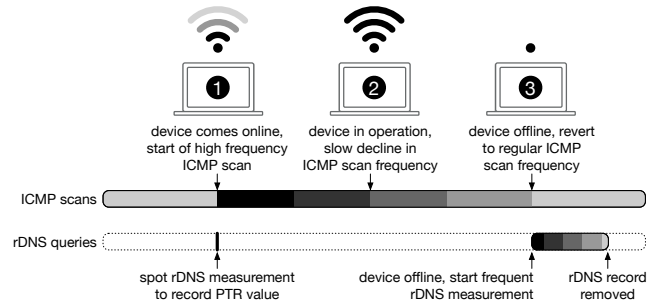 1
2
3
device comes online,
start of high frequency
ICMP scan
device in operation,
slow decline in
ICMP scan frequency
device offline, revert
to regular ICMP
scan frequency
ICMP scans
rDNS queries
spot rDNS measurement
to record PTR value
device offline, start frequent
rDNS measurement
rDNS record
removed